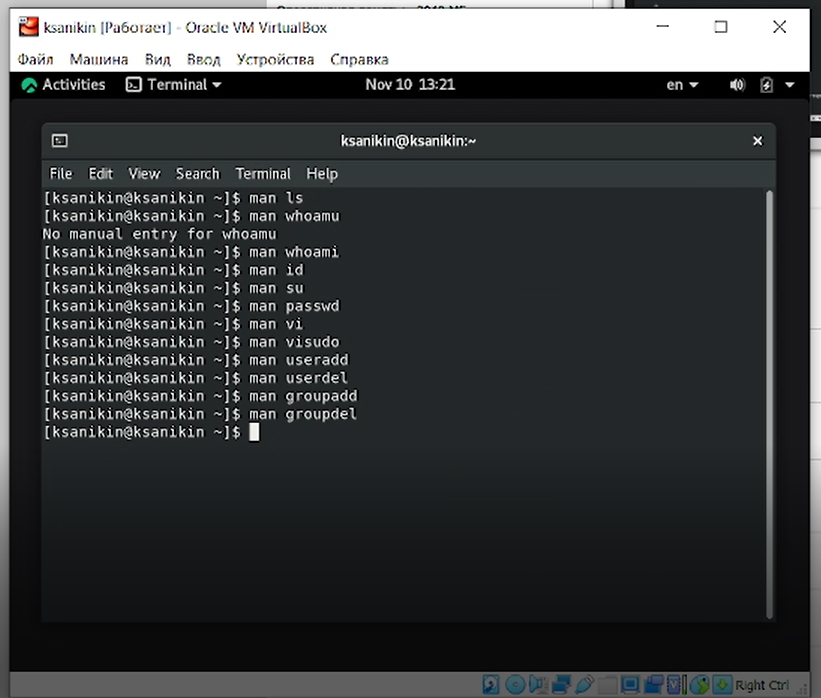 ksanikin [Работает] - Oracle VM VirtualBox
Файл Машина Вид Ввод Устройства Справка
Activities Terminal Nov 10 13:21 en
ksanikin@ksanikin:~
File Edit View Search Terminal Help
[ksanikin@ksanikin ~]$ man ls
[ksanikin@ksanikin ~]$ man whoamu
No manual entry for whoamu
[ksanikin@ksanikin ~]$ man whoami
[ksanikin@ksanikin ~]$ man id
[ksanikin@ksanikin ~]$ man su
[ksanikin@ksanikin ~]$ man passwd
[ksanikin@ksanikin ~]$ man vi
[ksanikin@ksanikin ~]$ man visudo
[ksanikin@ksanikin ~]$ man useradd
[ksanikin@ksanikin ~]$ man userdel
[ksanikin@ksanikin ~]$ man groupadd
[ksanikin@ksanikin ~]$ man groupdel
[ksanikin@ksanikin ~]$
Right Ctrl